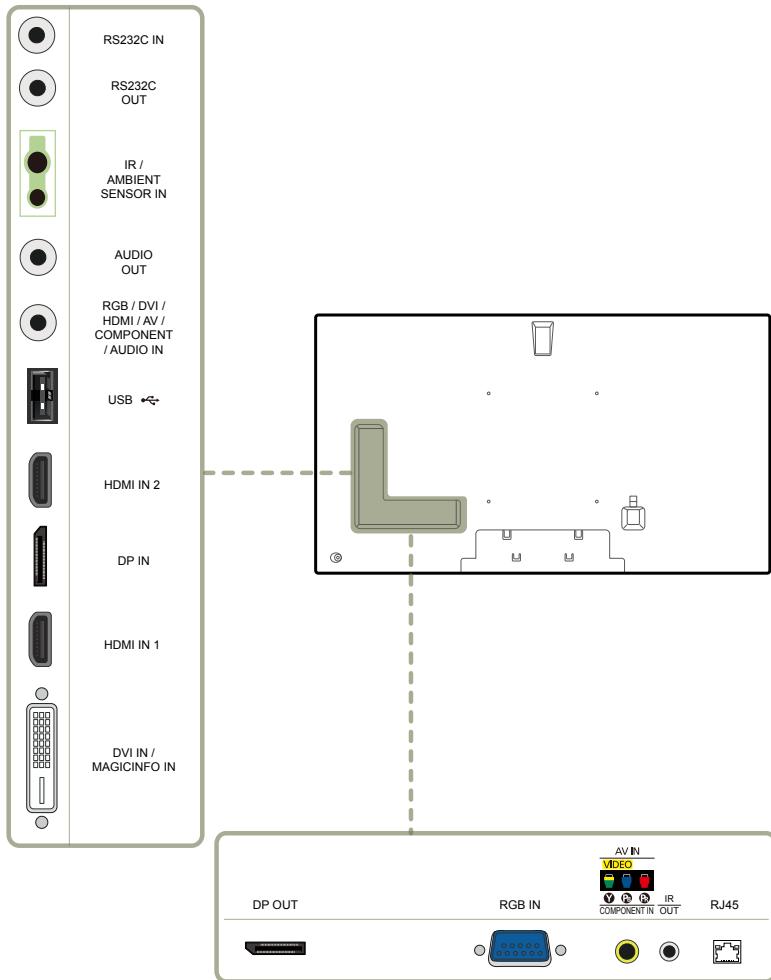 RS232C IN
RS232C
OUT
IR /
AMBIENT
SENSOR IN
AUDIO
OUT
RGB / DVI /
HDMI / AV /
COMPONENT
/ AUDIO IN
USB
HDMI IN 2
DP IN
HDMI IN 1
DVI IN /
MAGICINFO IN
DP OUT
RGB IN
AV IN
VIDEO
Y PB PR
COMPONENT IN
IR
OUT
RJ45